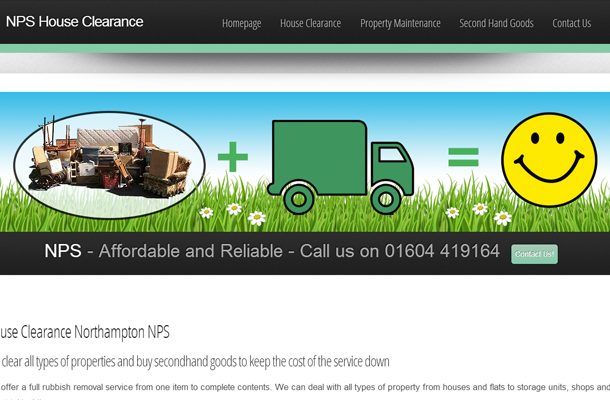 NPS House Clearance
Homepage House Clearance Property Maintenance Second Hand Goods Contact Us
+ =
NPS - Affordable and Reliable - Call us on 01604 419164 Contact Us!
use Clearance Northampton NPS
clear all types of properties and buy secondhand goods to keep the cost of the service down
offer a full rubbish removal service from one item to complete contents. We can deal with all types of property from houses and flats to storage units, shops and